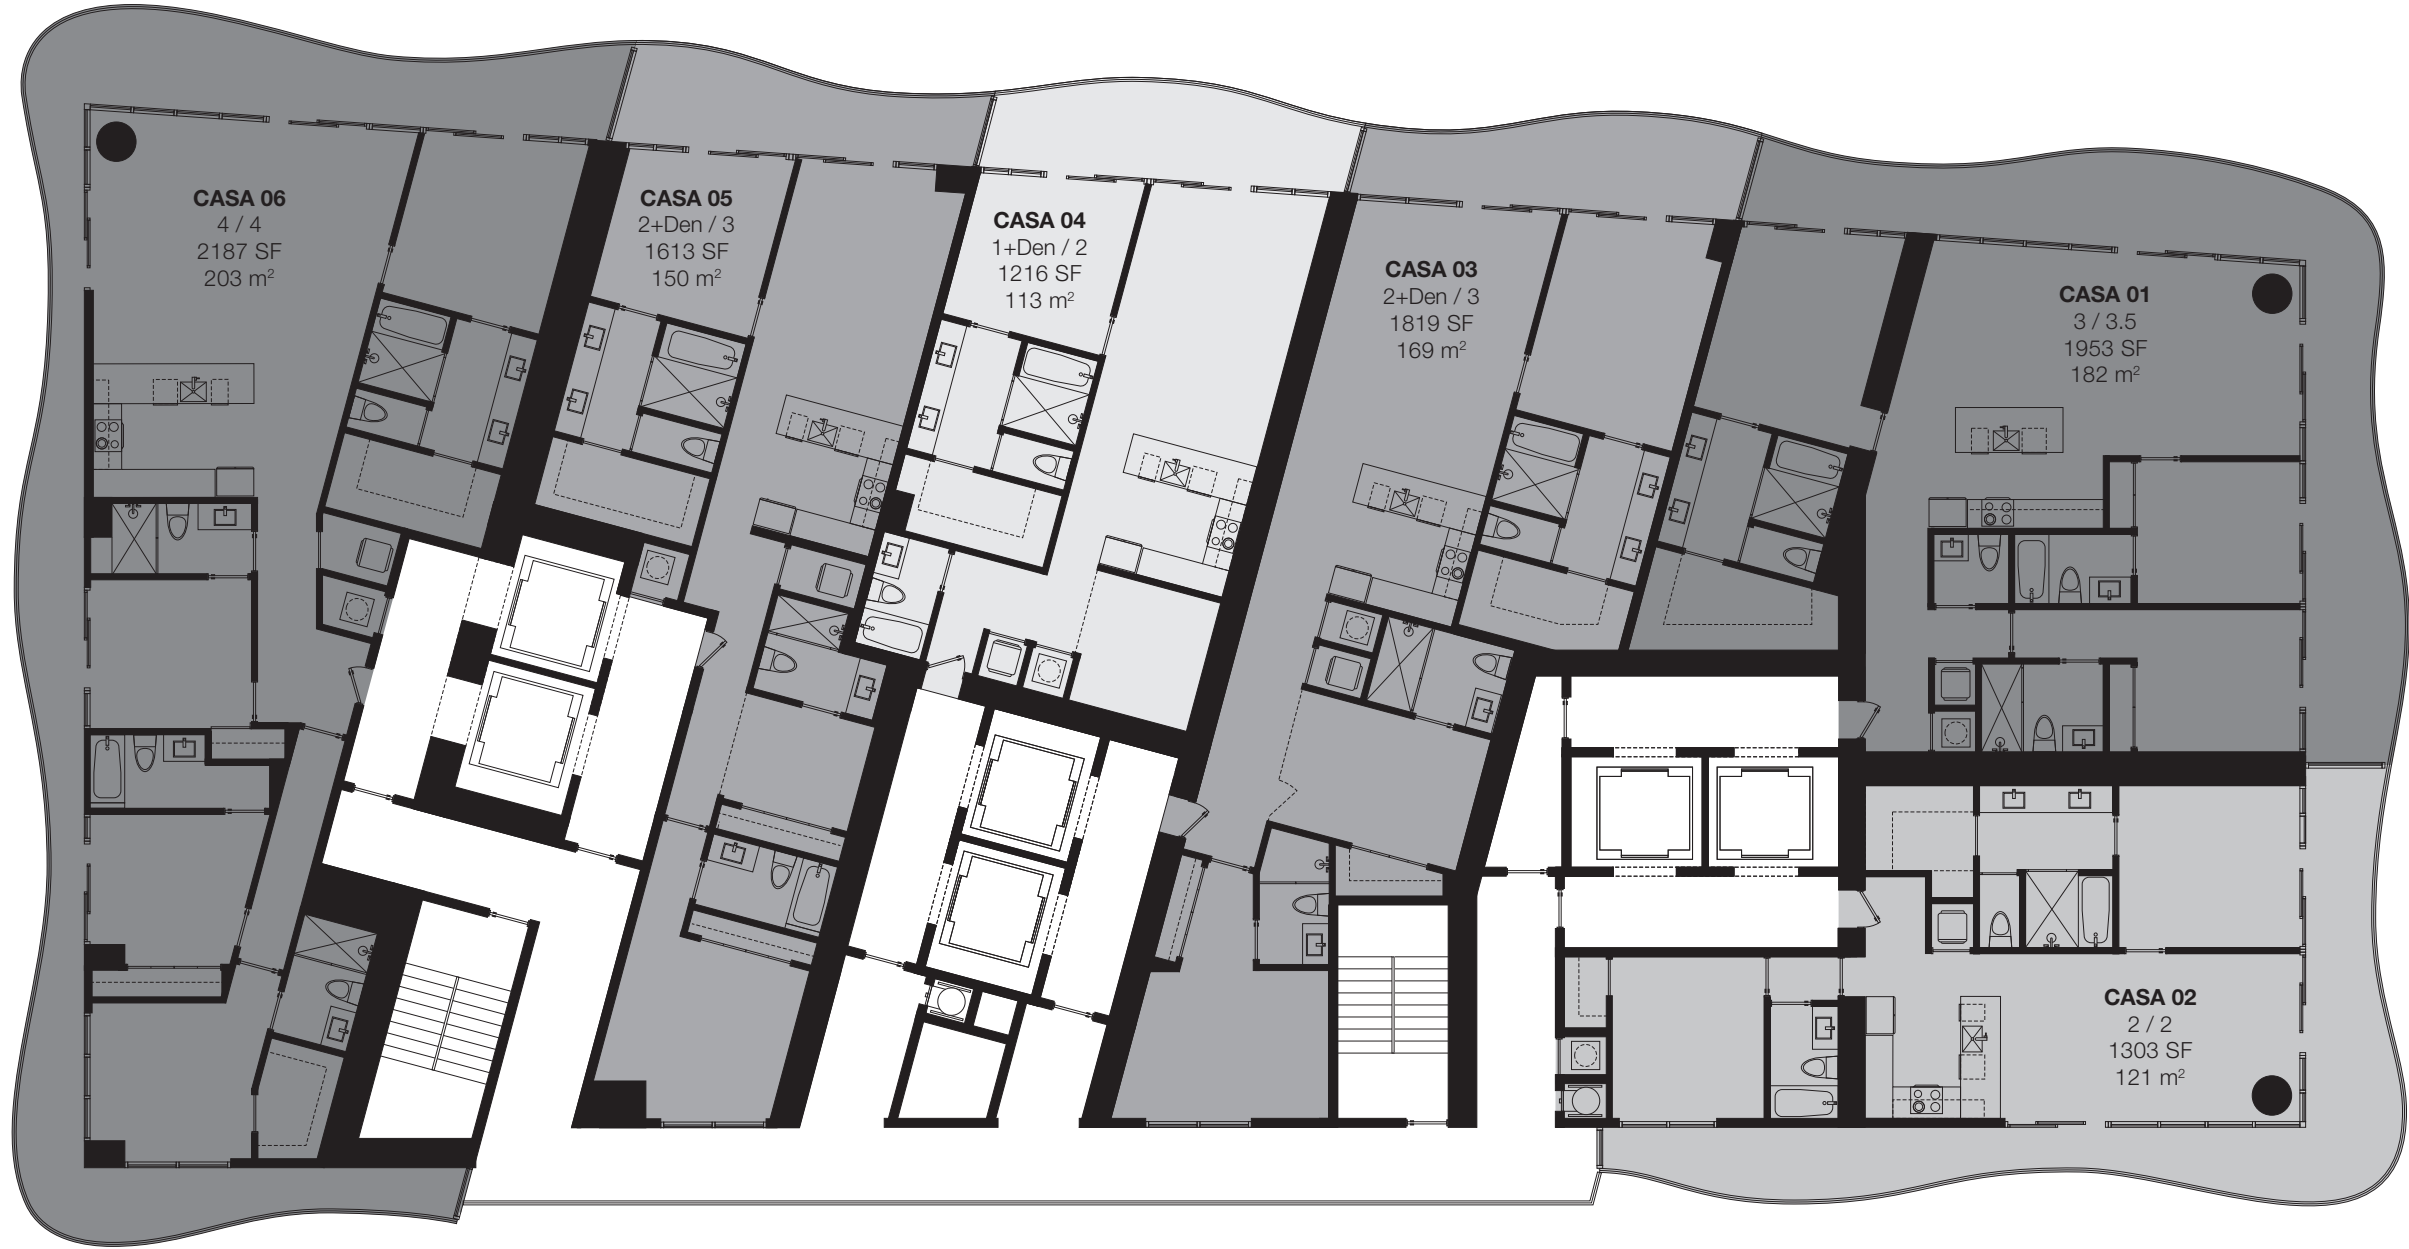 CASA 06
4 / 4
2187 SF
203 m²
CASA 05
2+Den / 3
1613 SF
150 m²
CASA 04
1+Den / 2
1216 SF
113 m²
CASA 03
2+Den / 3
1819 SF
169 m²
CASA 01
3 / 3.5
1953 SF
182 m²
CASA 02
2 / 2
1303 SF
121 m²